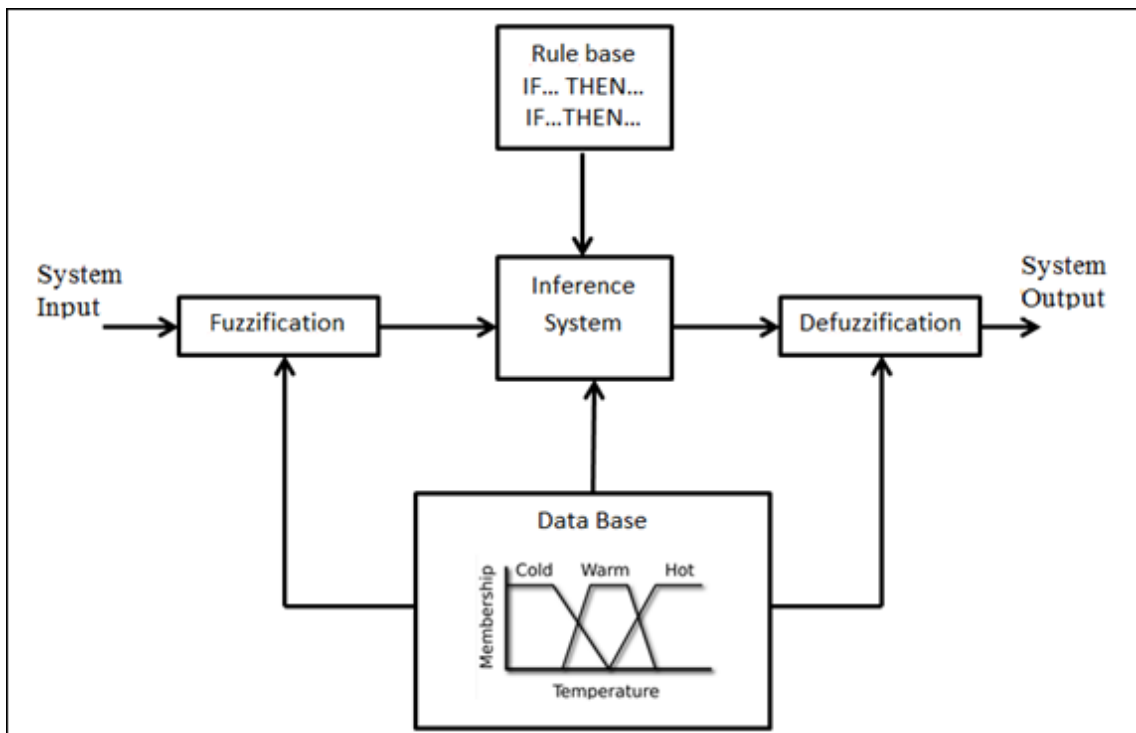 Rule base
IF... THEN...
IF...THEN...
System
Input
Fuzzification
Inference
System
Defuzzification
System
Output
Data Base
Cold Warm Hot
Membership
Temperature